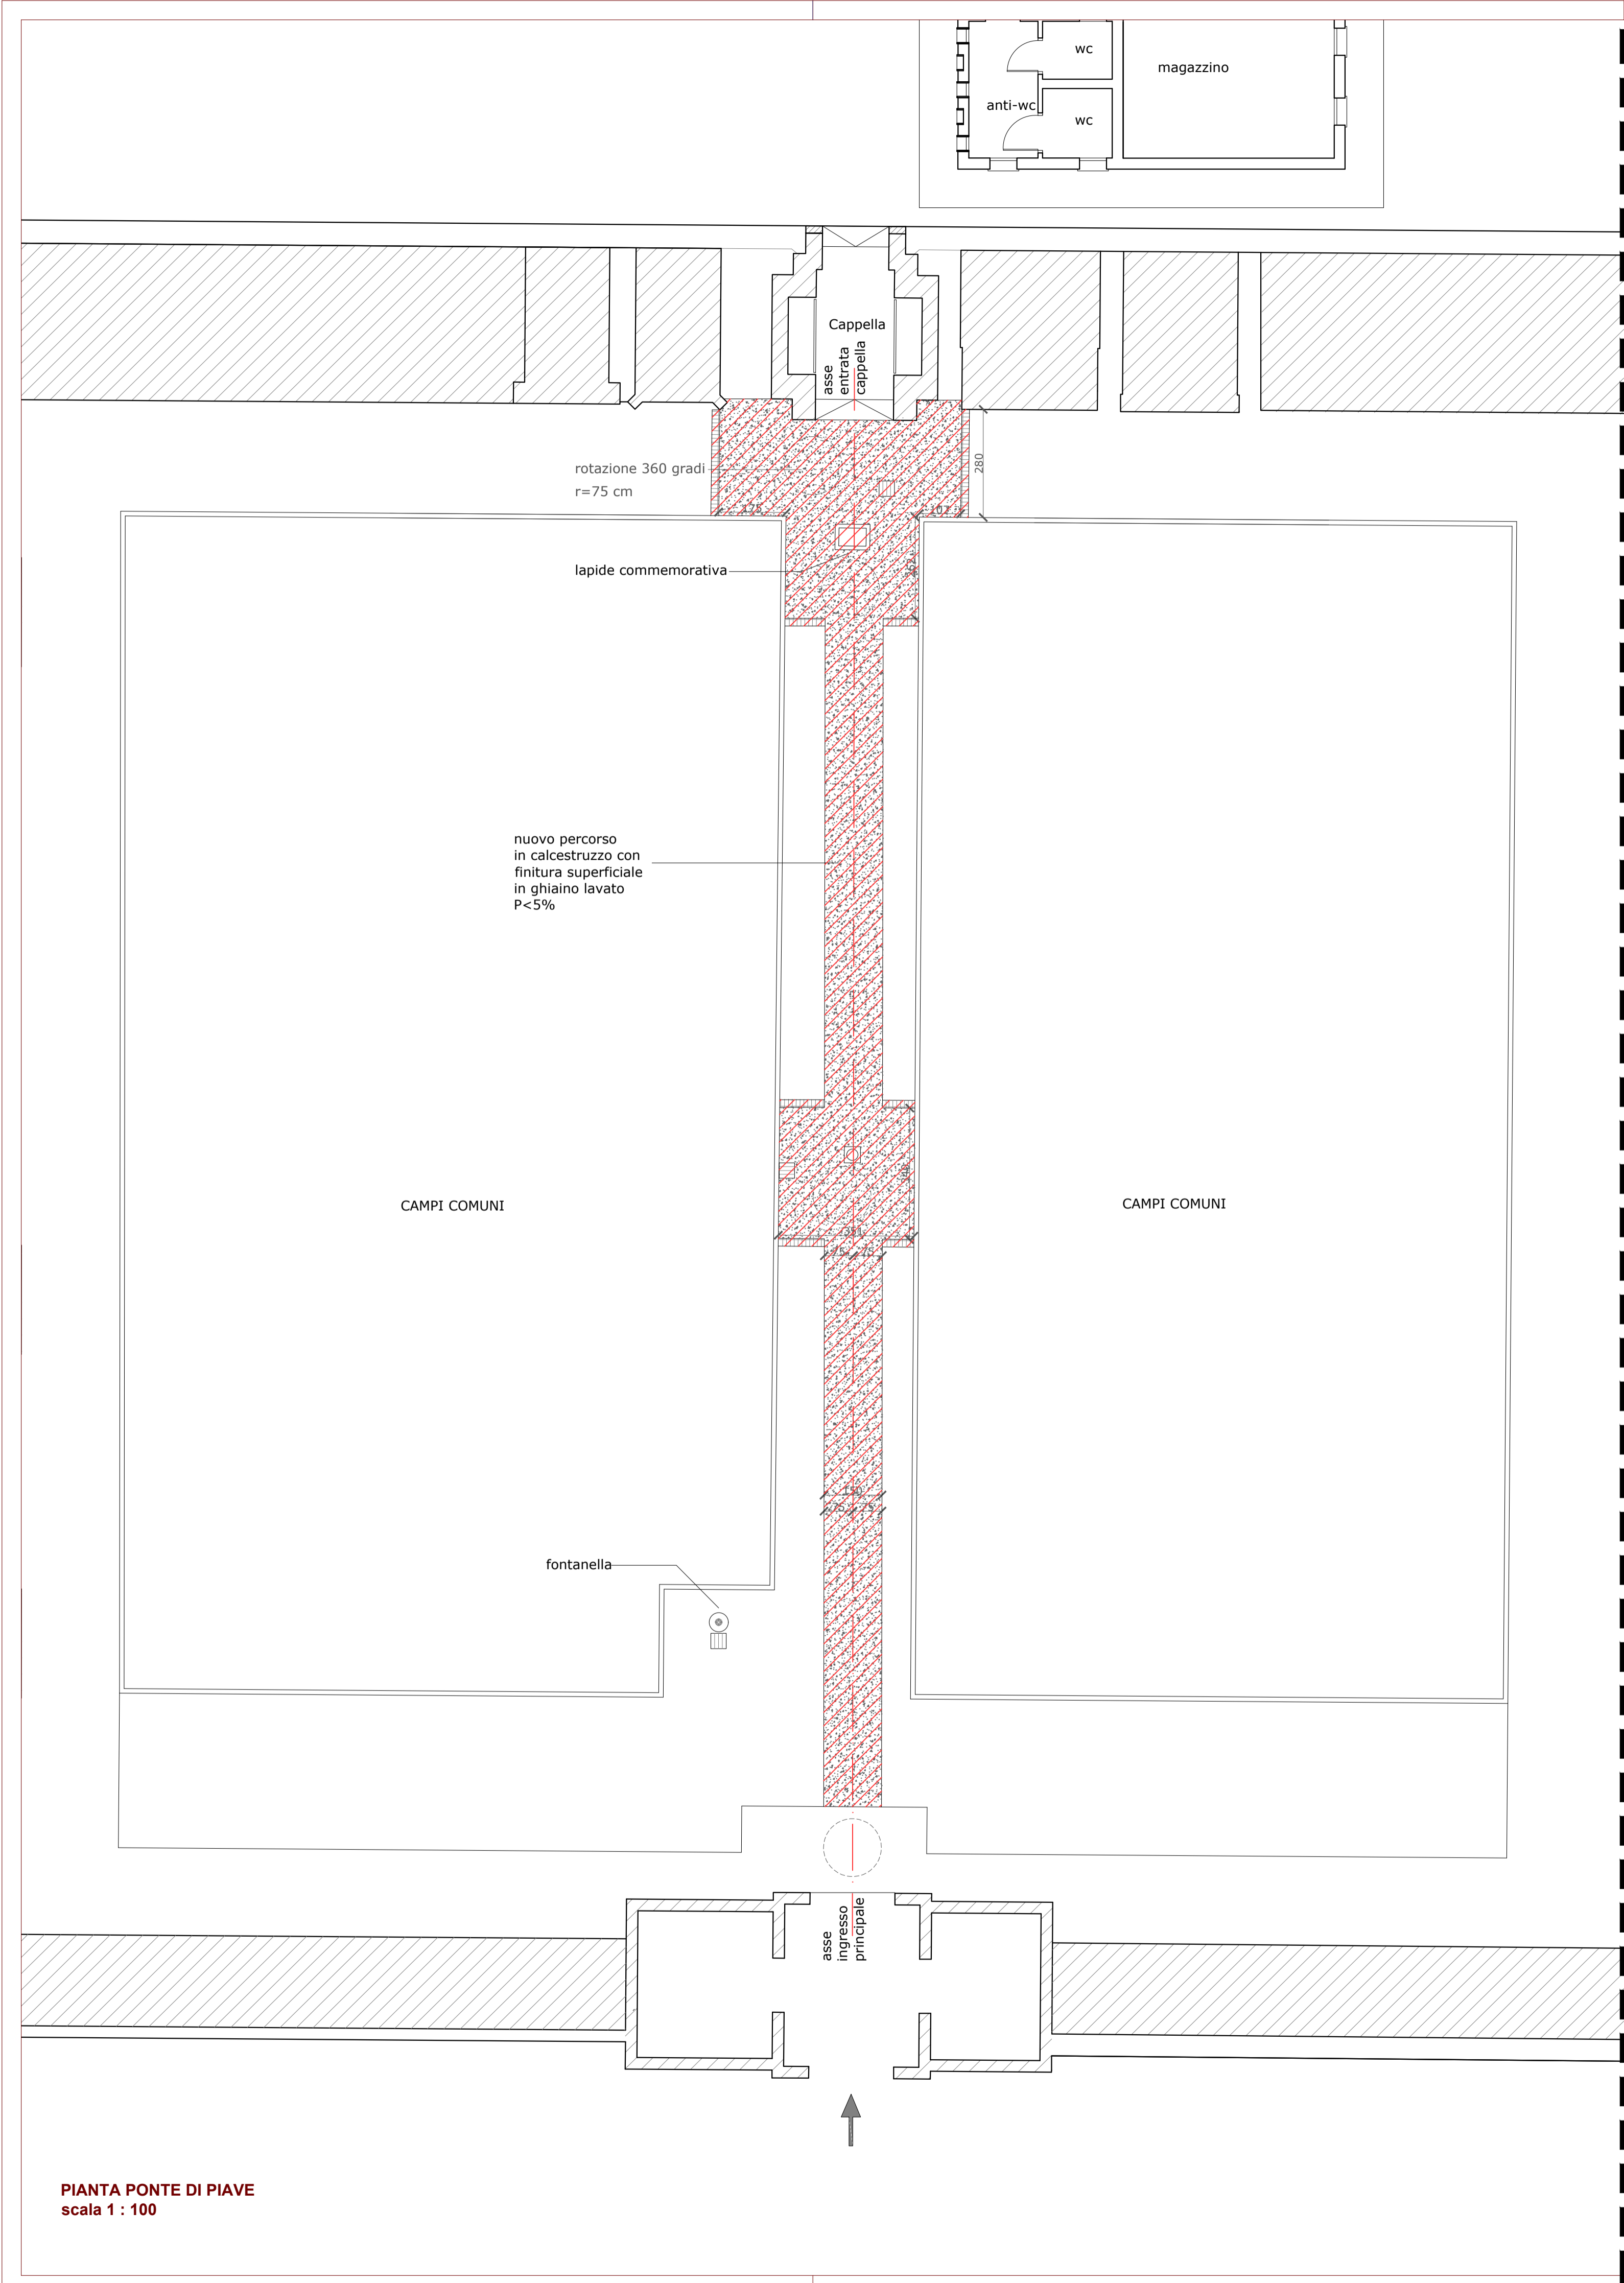 wc
magazzino
anti-wc
wc
Cappella
asse
entrata
cappella
rotazione 360 gradi
r=75 cm
280
175
107
lapide commemorativa
nuovo percorso
in calcestruzzo con
finitura superficiale
in ghiaino lavato
P<5%
CAMPI COMUNI
CAMPI COMUNI
351
75
75
150
75
75
fontanella
asse
ingresso
principale
PIANTA PONTE DI PIAVE
scala 1 : 100